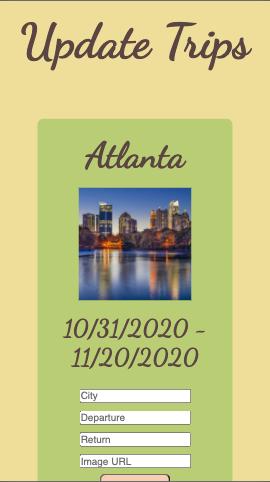 Update Trips
Atlanta
10/31/2020 -
11/20/2020
City
Departure
Return
Image URL